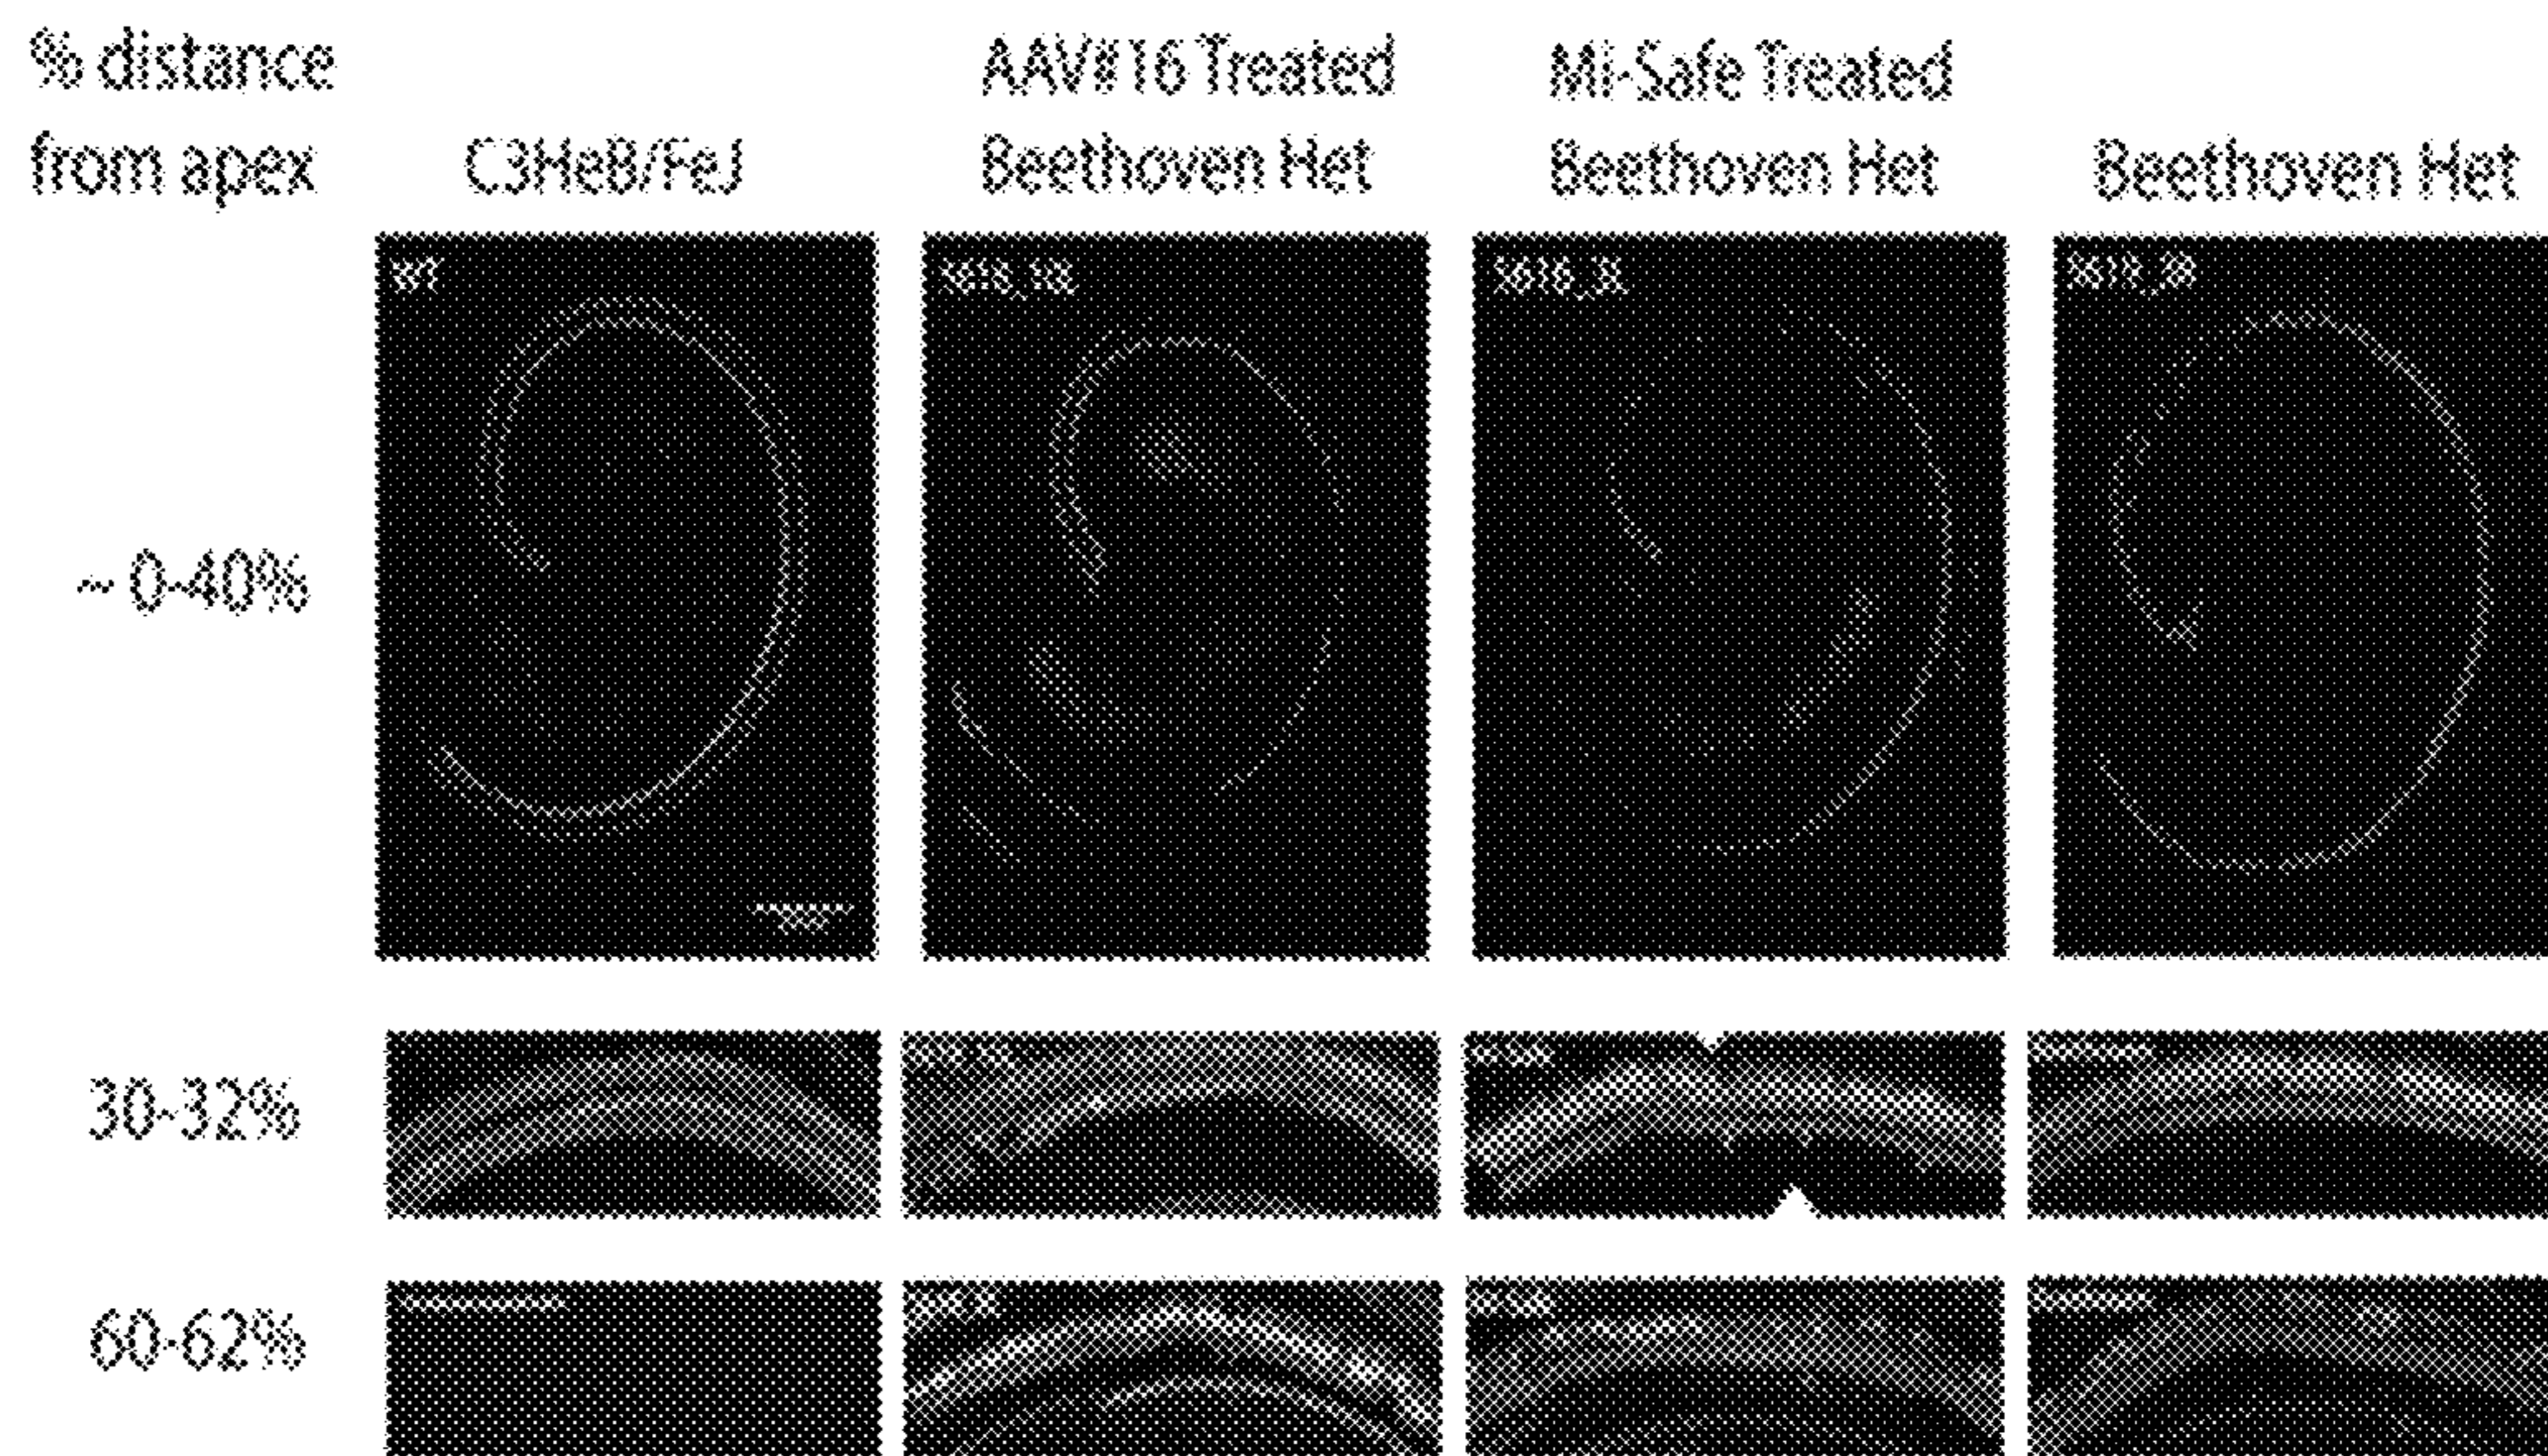 % distance
from apex
C3HeB/FeJ
AAV#16 Treated
Beethoven Het
Mi-Safe Treated
Beethoven Het
Beethoven Het
WT
~ 0-40%
30-32%
60-62%